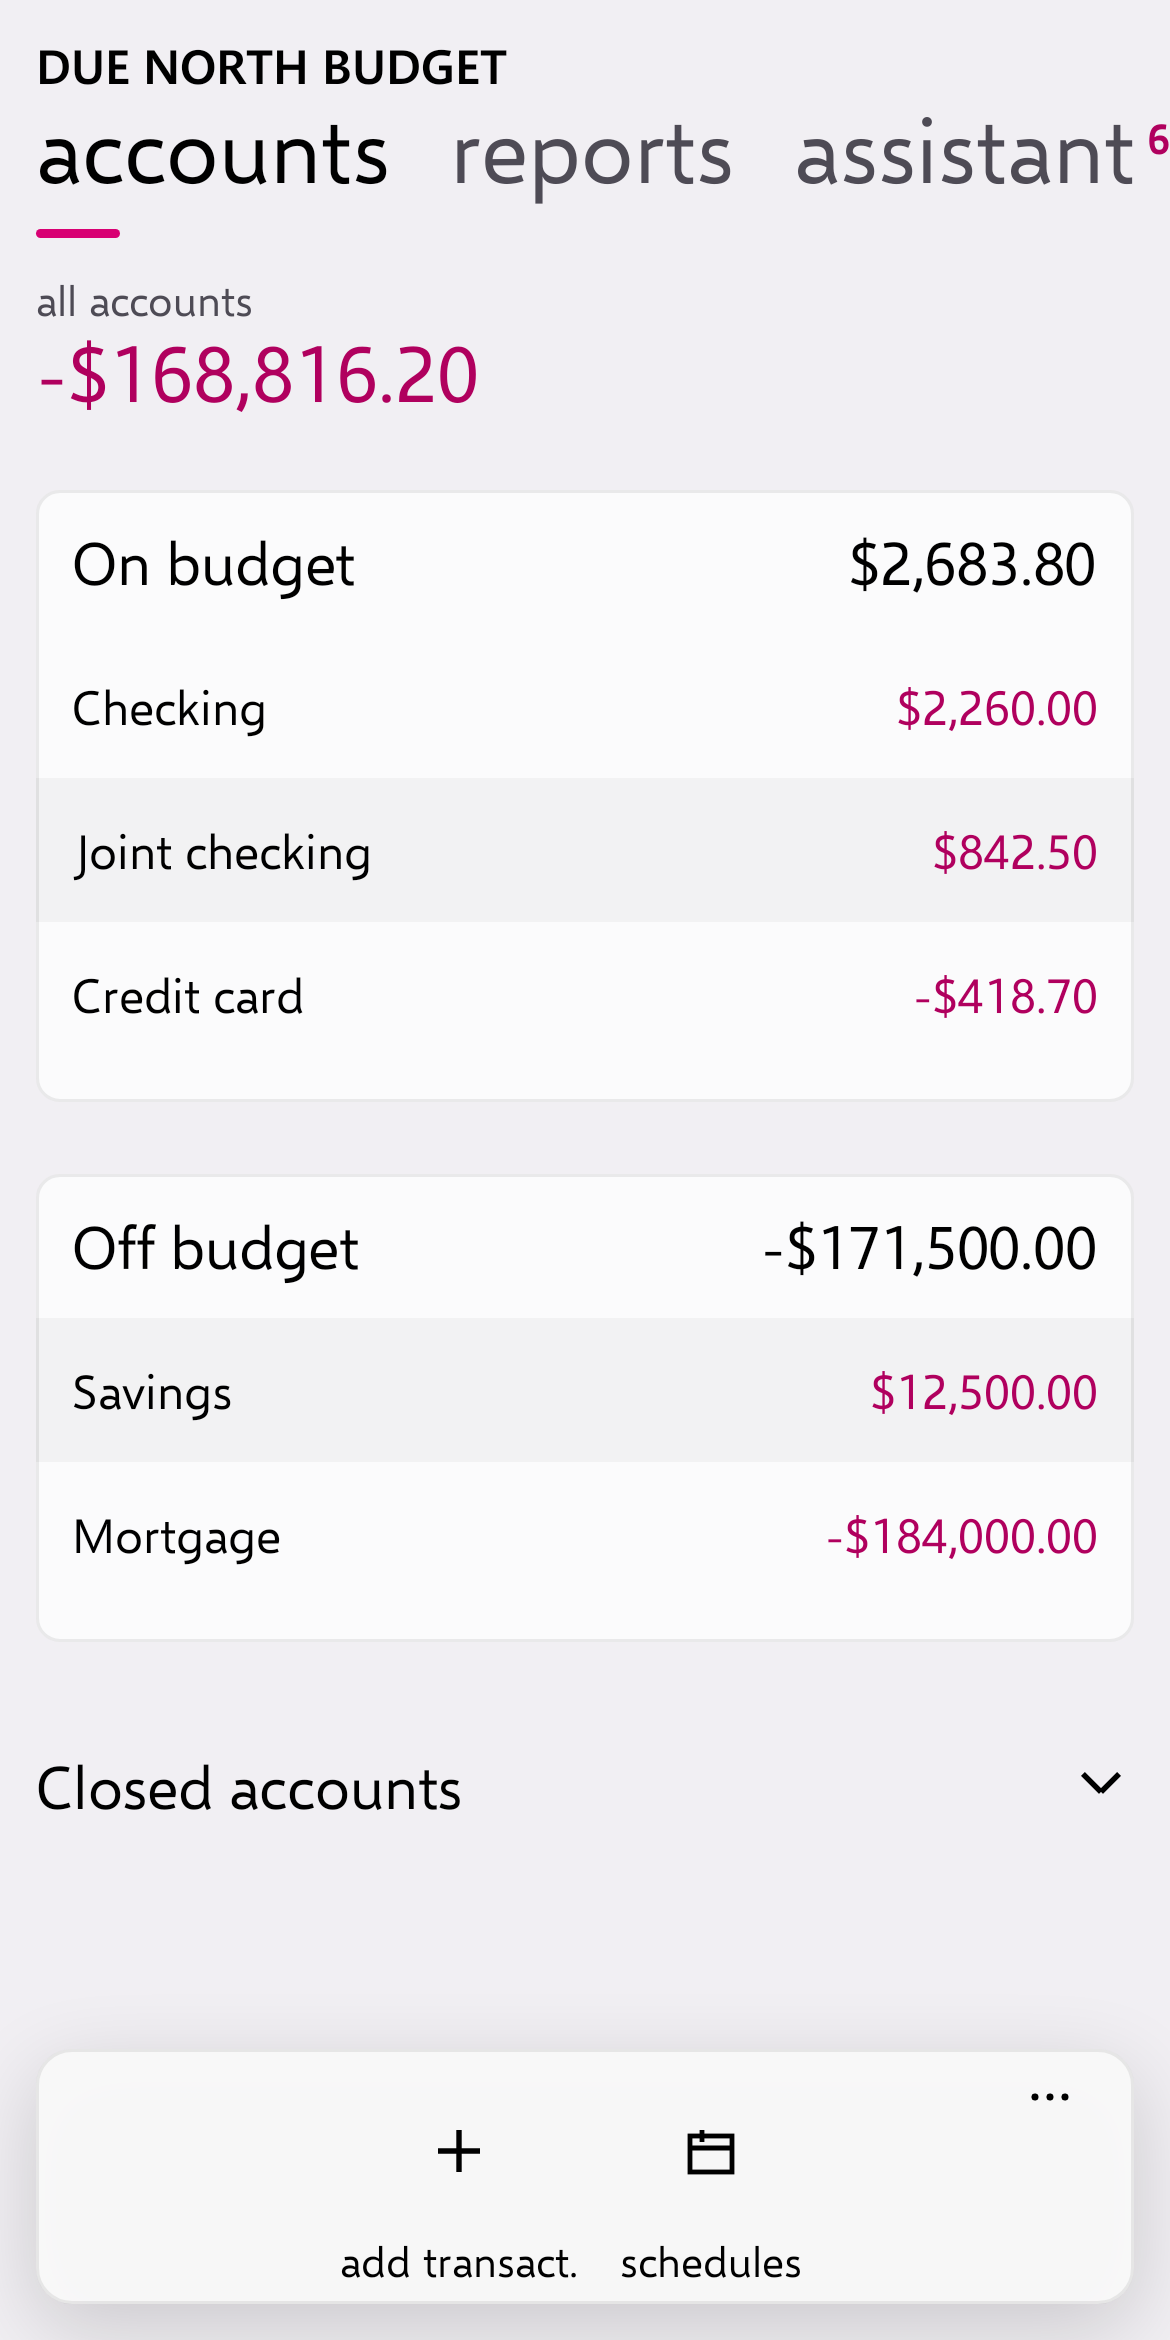 DUE NORTH BUDGET
accounts reports assistant 6
all accounts
-$168,816.20
On budget $2,683.80
Checking $2,260.00
Joint checking $842.50
Credit card -$418.70
Off budget -$171,500.00
Savings $12,500.00
Mortgage -$184,000.00
Closed accounts
add transact. schedules